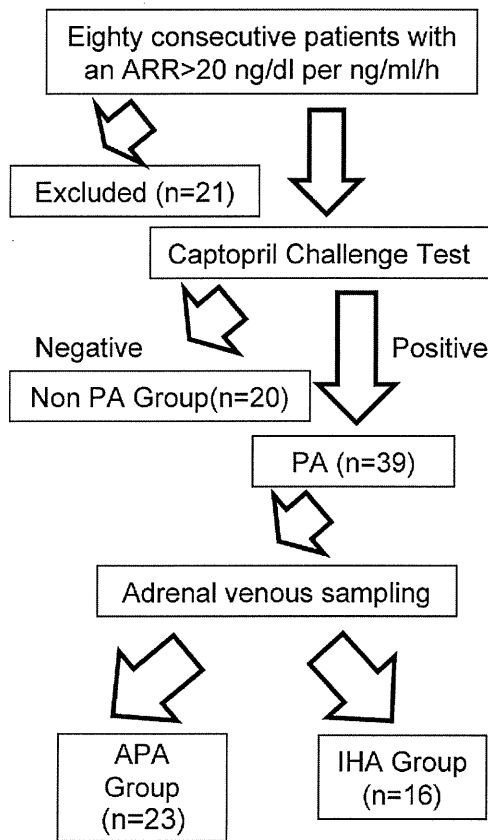 Eighty consecutive patients with
an ARR>20 ng/dl per ng/ml/h
Excluded (n=21)
Captopril Challenge Test
Negative
Positive
Non PA Group(n=20)
PA (n=39)
Adrenal venous sampling
APA
Group
(n=23)
IHA Group
(n=16)